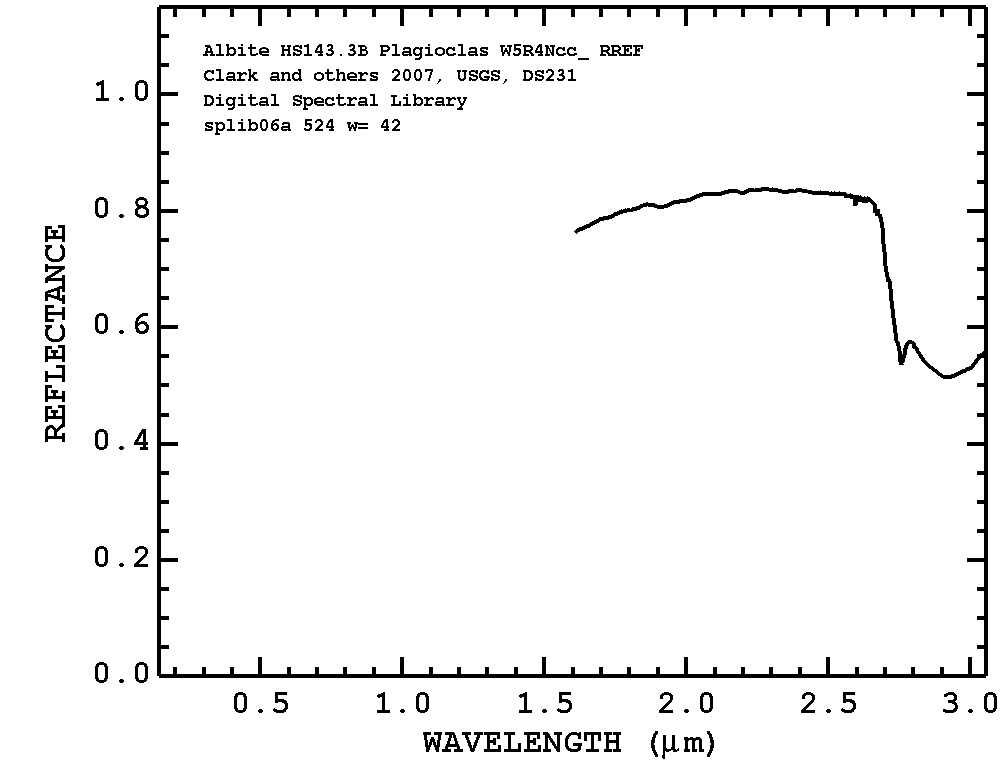 Albite HS143.3B Plagioclas W5R4Ncc_ RREF
Clark and others 2007, USGS, DS231
Digital Spectral Library
splib06a 524 w= 42
REFLECTANCE
1.0
0.8
0.6
0.4
0.2
0.0
0.5 1.0 1.5 2.0 2.5 3.0
WAVELENGTH (μm)